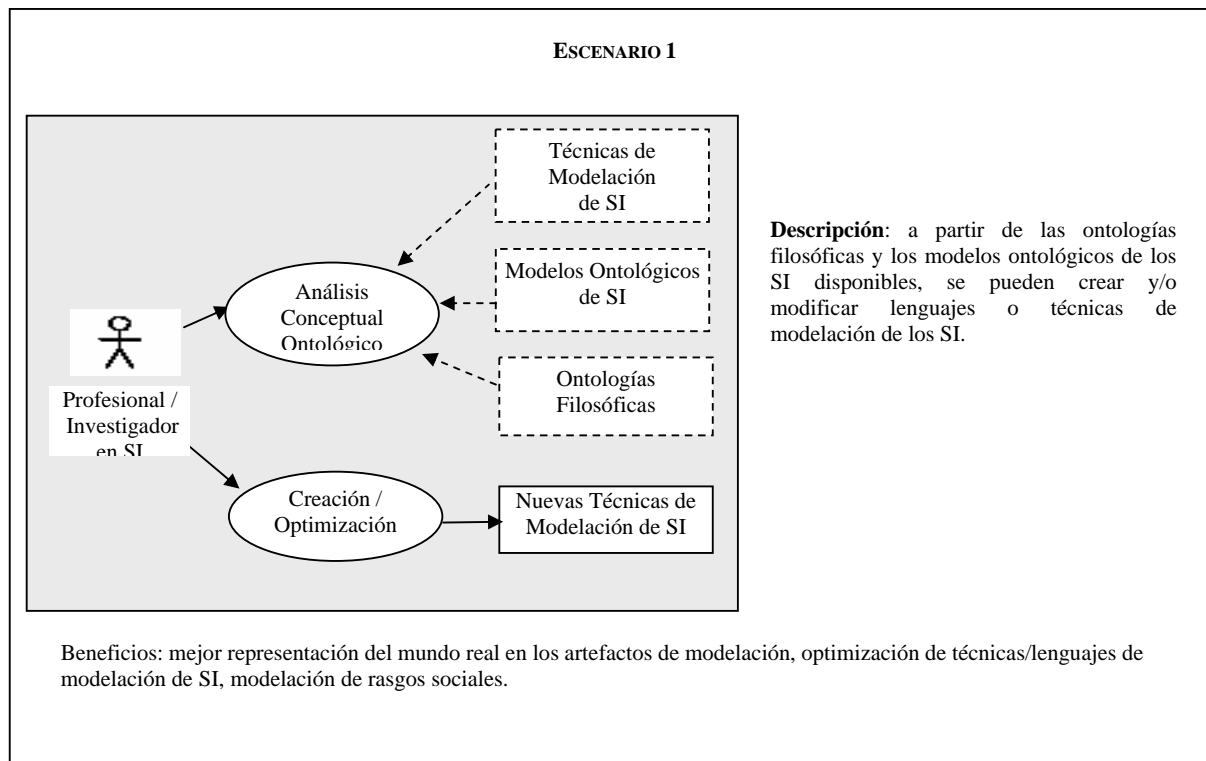 ESCENARIO 1
Técnicas de
Modelación
de SI
Modelos Ontológicos
de SI
Ontologías
Filosóficas
Análisis
Conceptual
Ontológico
Profesional /
Investigador
en SI
Creación /
Optimización
Nuevas Técnicas de
Modelación de SI
Descripción: a partir de las ontologías
filosóficas y los modelos ontológicos de los
SI disponibles, se pueden crear y/o
modificar lenguajes o técnicas de
modelación de los SI.
Beneficios: mejor representación del mundo real en los artefactos de modelación, optimización de técnicas/lenguajes de
modelación de SI, modelación de rasgos sociales.